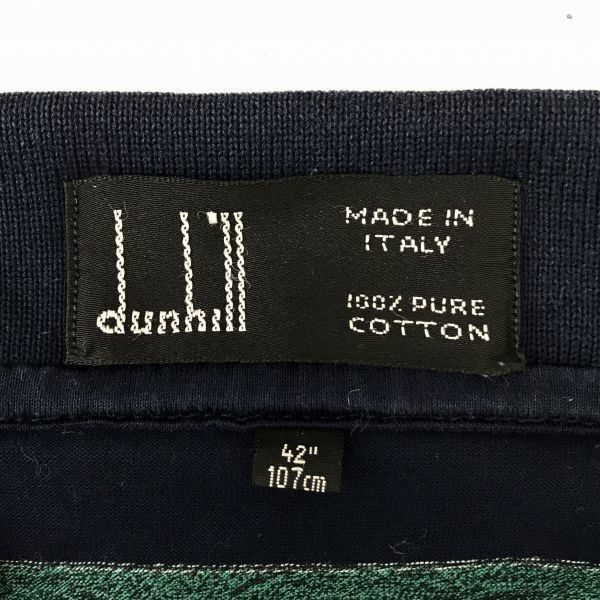 dunhill
MADE IN
ITALY
100% PURE
COTTON
42"
107cm